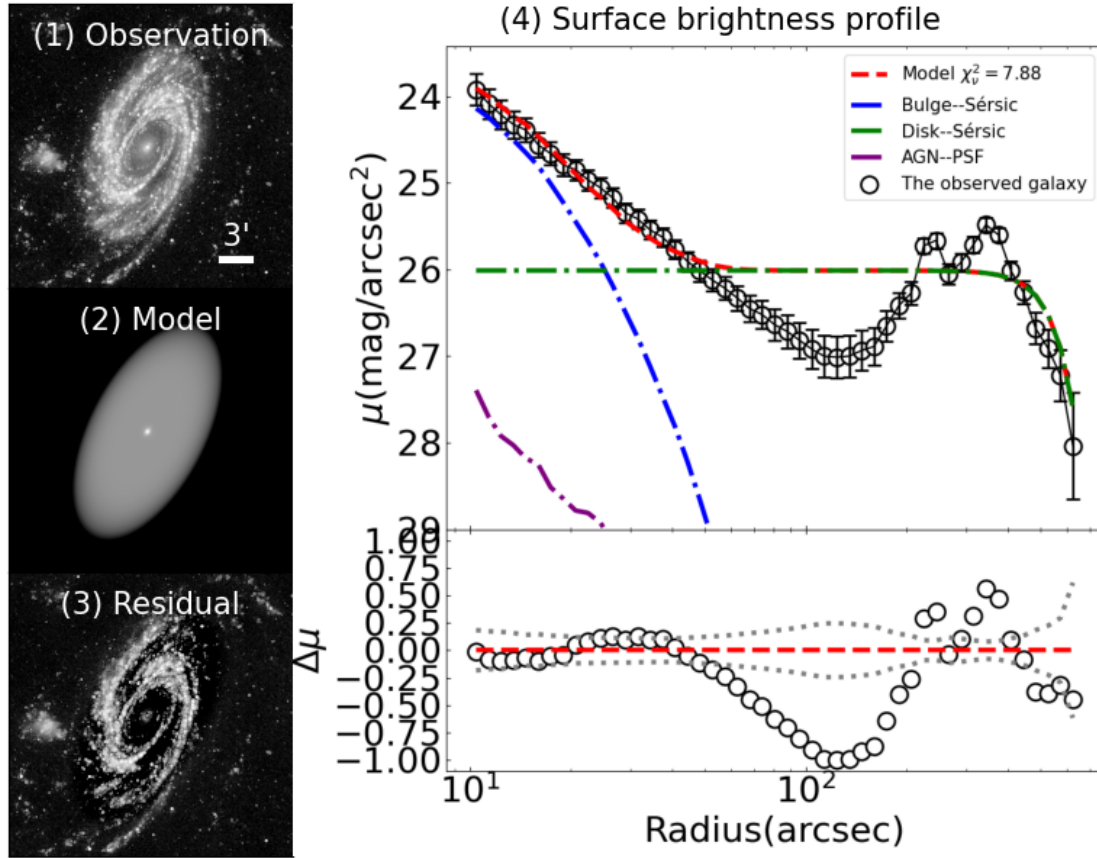 (1) Observation
3'
(2) Model
(3) Residual
(4) Surface brightness profile
Model χ²ᵥ = 7.88
Bulge--Sérsic
Disk--Sérsic
AGN--PSF
The observed galaxy
μ(mag/arcsec²)
24
25
26
27
28
29
Δμ
1.00
0.75
0.50
0.25
0.00
−0.25
−0.50
−0.75
−1.00
10¹
10²
Radius(arcsec)